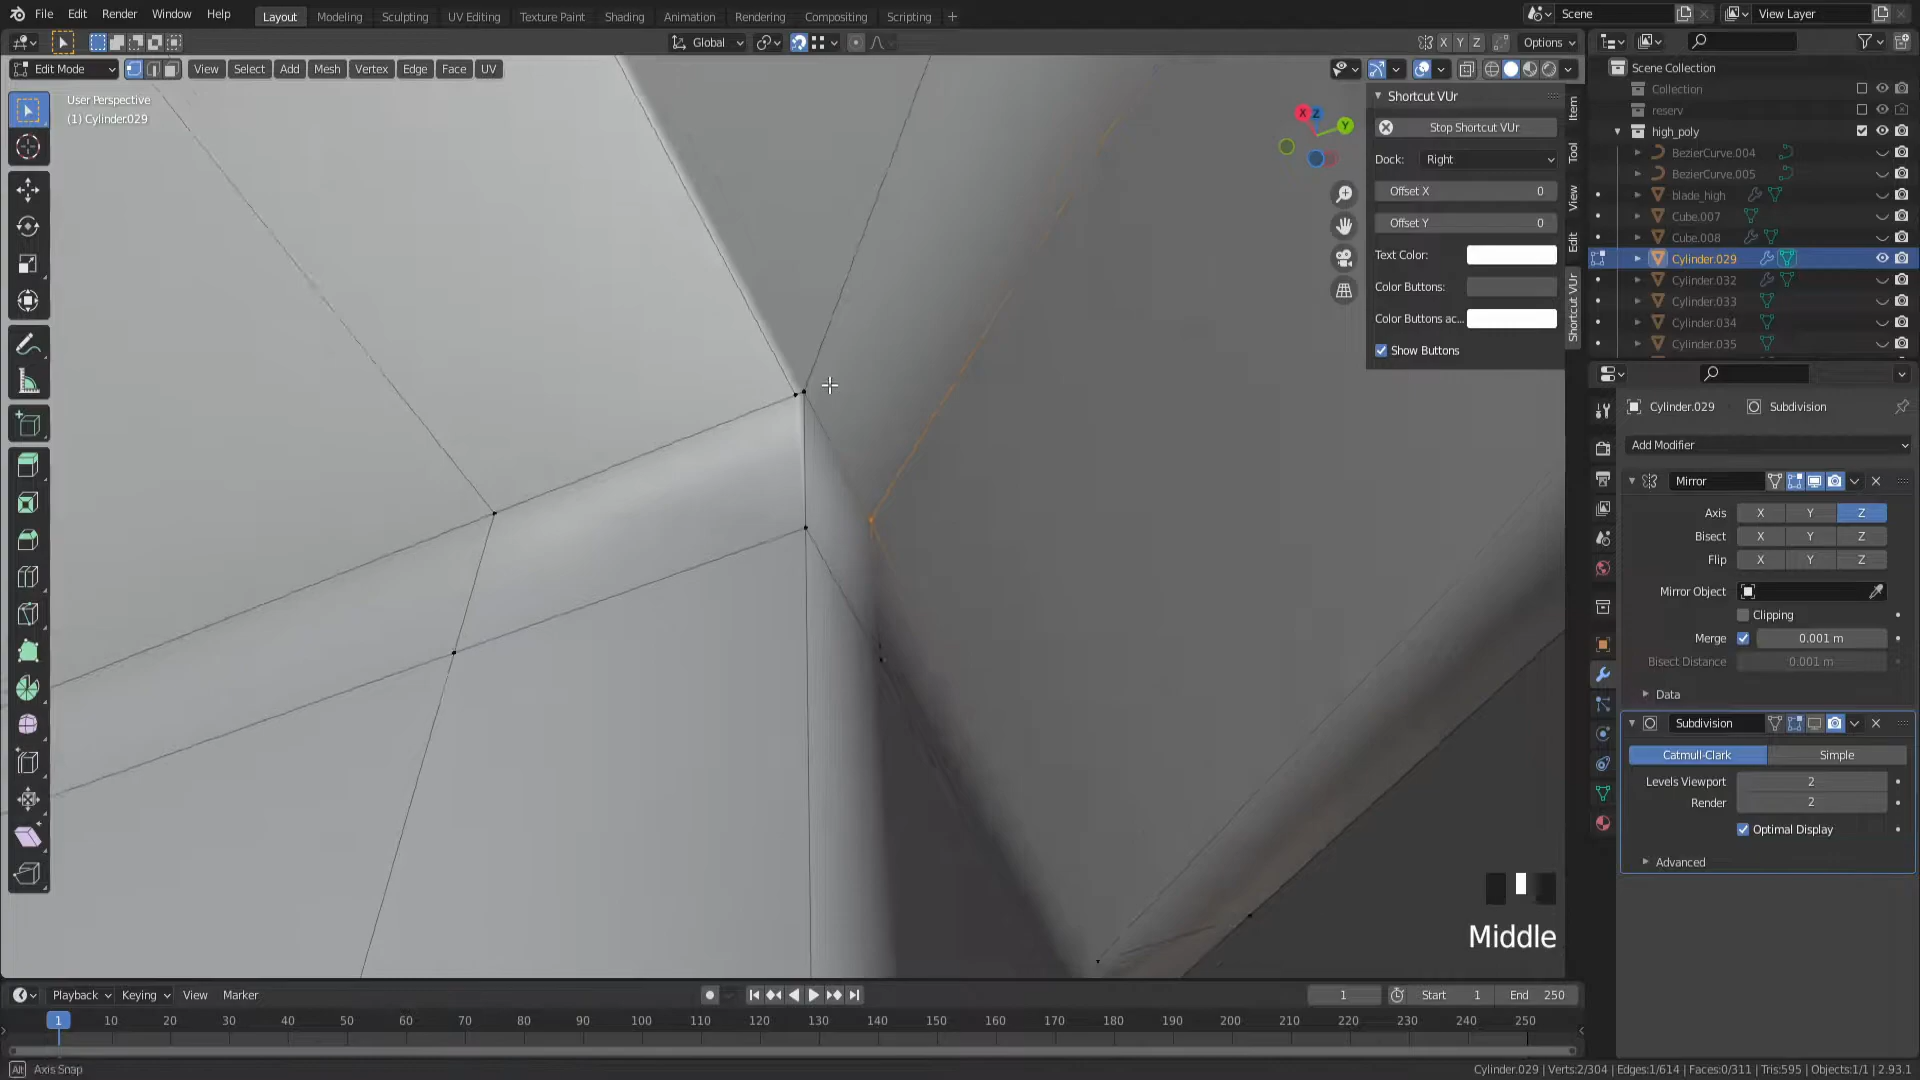 File Edit Render Window Help Layout Modeling Sculpting UV Editing Texture Paint Shading Animation Rendering Compositing Scripting + Scene View Layer
Global X Y Z Options
Edit Mode View Select Add Mesh Vertex Edge Face UV
User Perspective
(1) Cylinder.029
X Z Y
Shortcut VUr
Stop Shortcut VUr
Dock: Right
Offset X 0
Offset Y 0
Text Color:
Color Buttons:
Color Buttons ac...
Show Buttons
Item
Tool
View
Edit
Shortcut VUr
Scene Collection
Collection
reserv
high_poly
BezierCurve.004
BezierCurve.005
blade_high
Cube.007
Cube.008
Cylinder.029
Cylinder.032
Cylinder.033
Cylinder.034
Cylinder.035
Cylinder.029 Subdivision
Add Modifier
Mirror
Axis X Y Z
Bisect X Y Z
Flip X Y Z
Mirror Object
Clipping
Merge 0.001 m
Bisect Distance 0.001 m
Data
Subdivision
Catmull-Clark Simple
Levels Viewport 2
Render 2
Optimal Display
Advanced
Middle
Playback Keying View Marker 1 Start 1 End 250
1 10 20 30 40 50 60 70 80 90 100 110 120 130 140 150 160 170 180 190 200 210 220 230 240 250
Alt Axis Snap Cylinder.029 | Verts:2/304 | Edges:1/614 | Faces:0/311 | Tris:595 | Objects:1/1 | 2.93.1